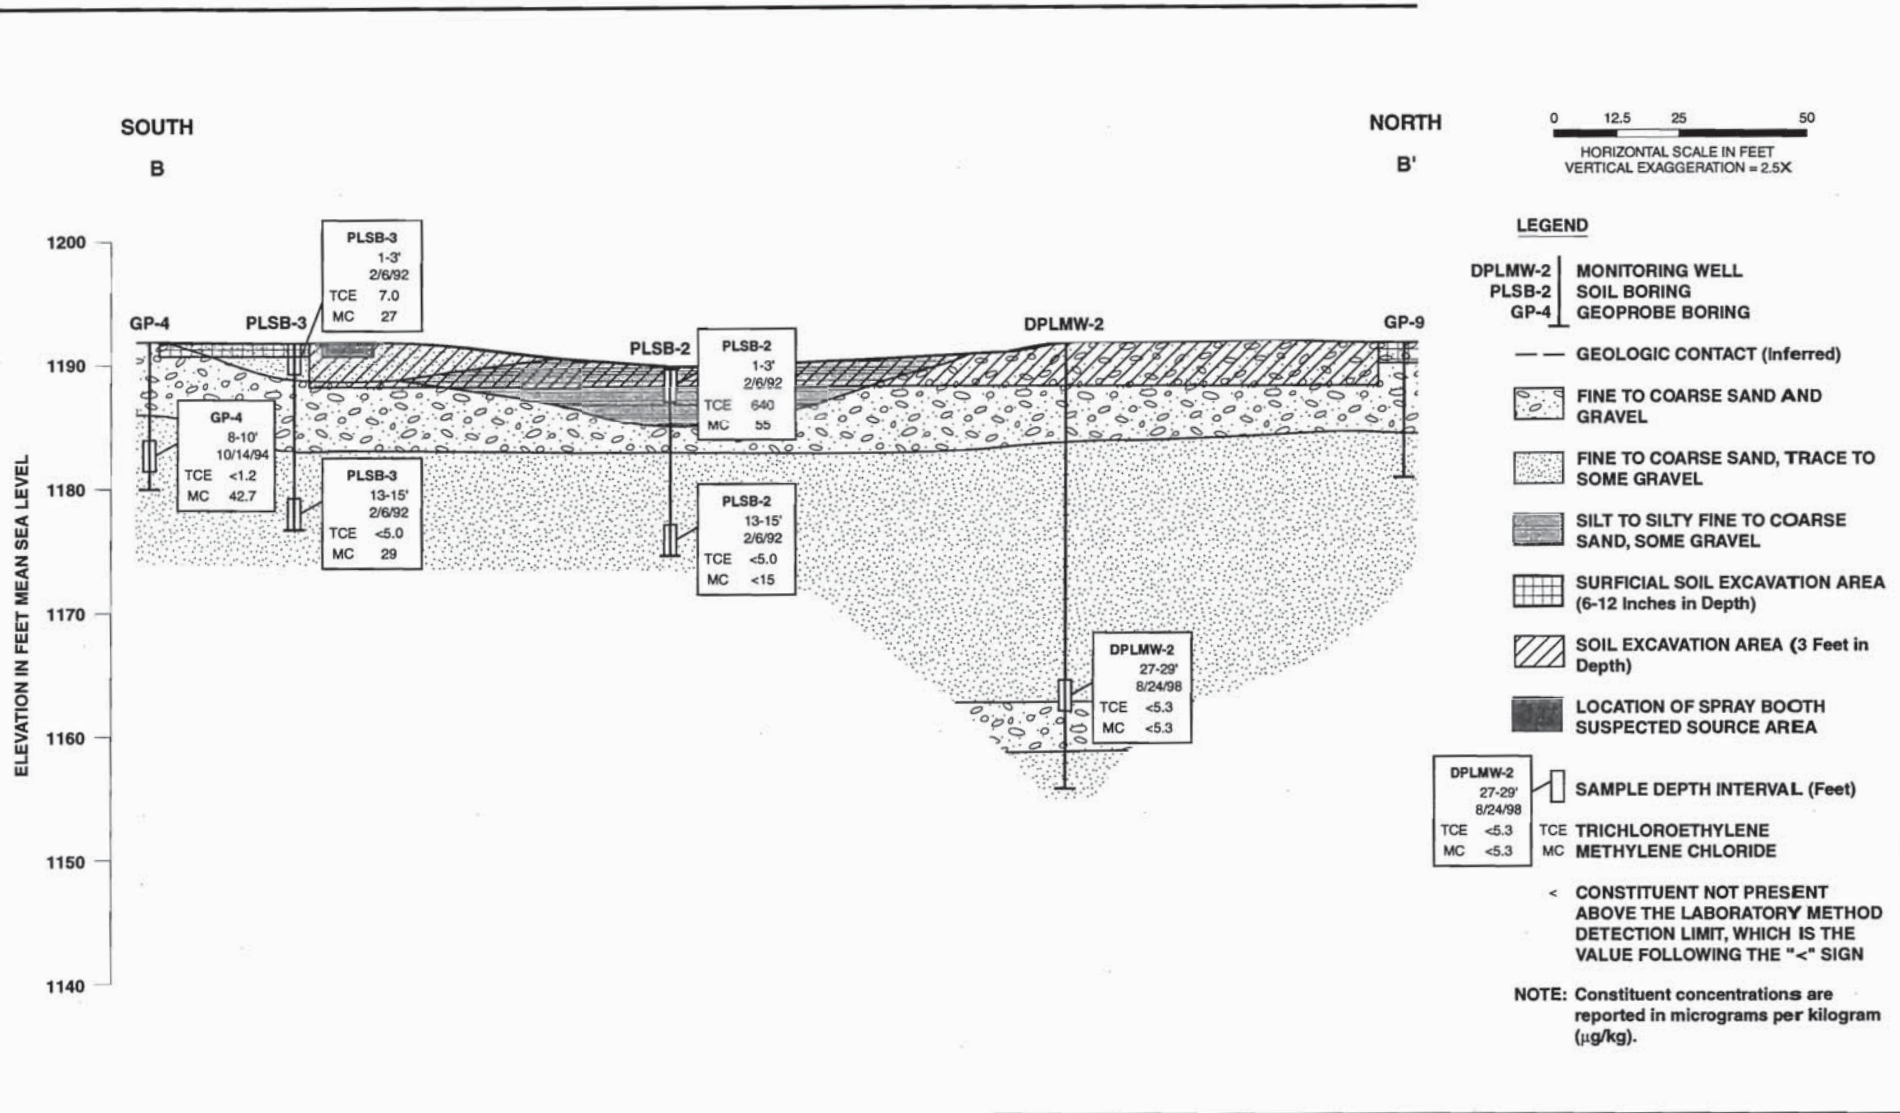 SOUTH
B
NORTH
B'
0 12.5 25 50
HORIZONTAL SCALE IN FEET
VERTICAL EXAGGERATION = 2.5X
ELEVATION IN FEET MEAN SEA LEVEL
1200
1190
1180
1170
1160
1150
1140
GP-4
PLSB-3
PLSB-2
DPLMW-2
GP-9
PLSB-3
1-3'
2/6/92
TCE 7.0
MC 27
PLSB-2
1-3'
2/6/92
TCE 640
MC 55
GP-4
8-10'
10/14/94
TCE <1.2
MC 42.7
PLSB-3
13-15'
2/6/92
TCE <5.0
MC 29
PLSB-2
13-15'
2/6/92
TCE <5.0
MC <15
DPLMW-2
27-29'
8/24/98
TCE <5.3
MC <5.3
LEGEND
DPLMW-2 MONITORING WELL
PLSB-2 SOIL BORING
GP-4 GEOPROBE BORING
GEOLOGIC CONTACT (Inferred)
FINE TO COARSE SAND AND
GRAVEL
FINE TO COARSE SAND, TRACE TO
SOME GRAVEL
SILT TO SILTY FINE TO COARSE
SAND, SOME GRAVEL
SURFICIAL SOIL EXCAVATION AREA
(6-12 Inches in Depth)
SOIL EXCAVATION AREA (3 Feet in
Depth)
LOCATION OF SPRAY BOOTH
SUSPECTED SOURCE AREA
DPLMW-2
27-29'
8/24/98
TCE <5.3
MC <5.3
SAMPLE DEPTH INTERVAL (Feet)
TCE TRICHLOROETHYLENE
MC METHYLENE CHLORIDE
< CONSTITUENT NOT PRESENT
ABOVE THE LABORATORY METHOD
DETECTION LIMIT, WHICH IS THE
VALUE FOLLOWING THE "<" SIGN
NOTE: Constituent concentrations are
reported in micrograms per kilogram
(µg/kg).